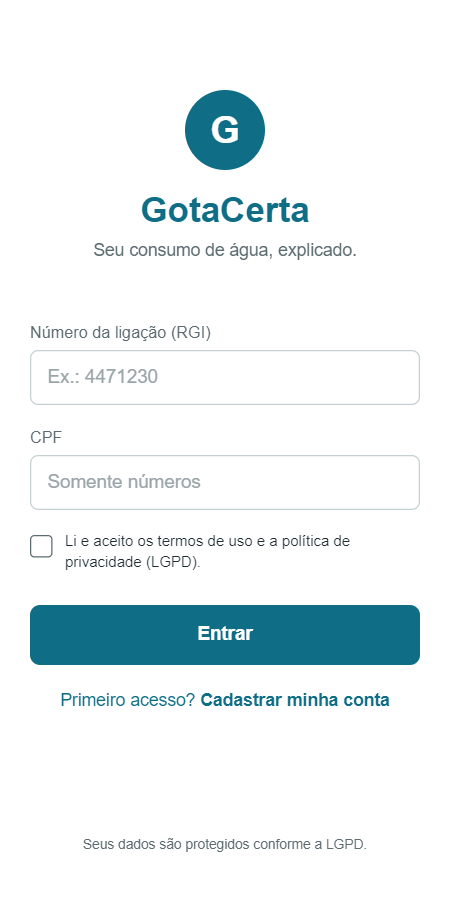 G
GotaCerta
Seu consumo de água, explicado.
Número da ligação (RGI)
Ex.: 4471230
CPF
Somente números
Li e aceito os termos de uso e a política de
privacidade (LGPD).
Entrar
Primeiro acesso? Cadastrar minha conta
Seus dados são protegidos conforme a LGPD.